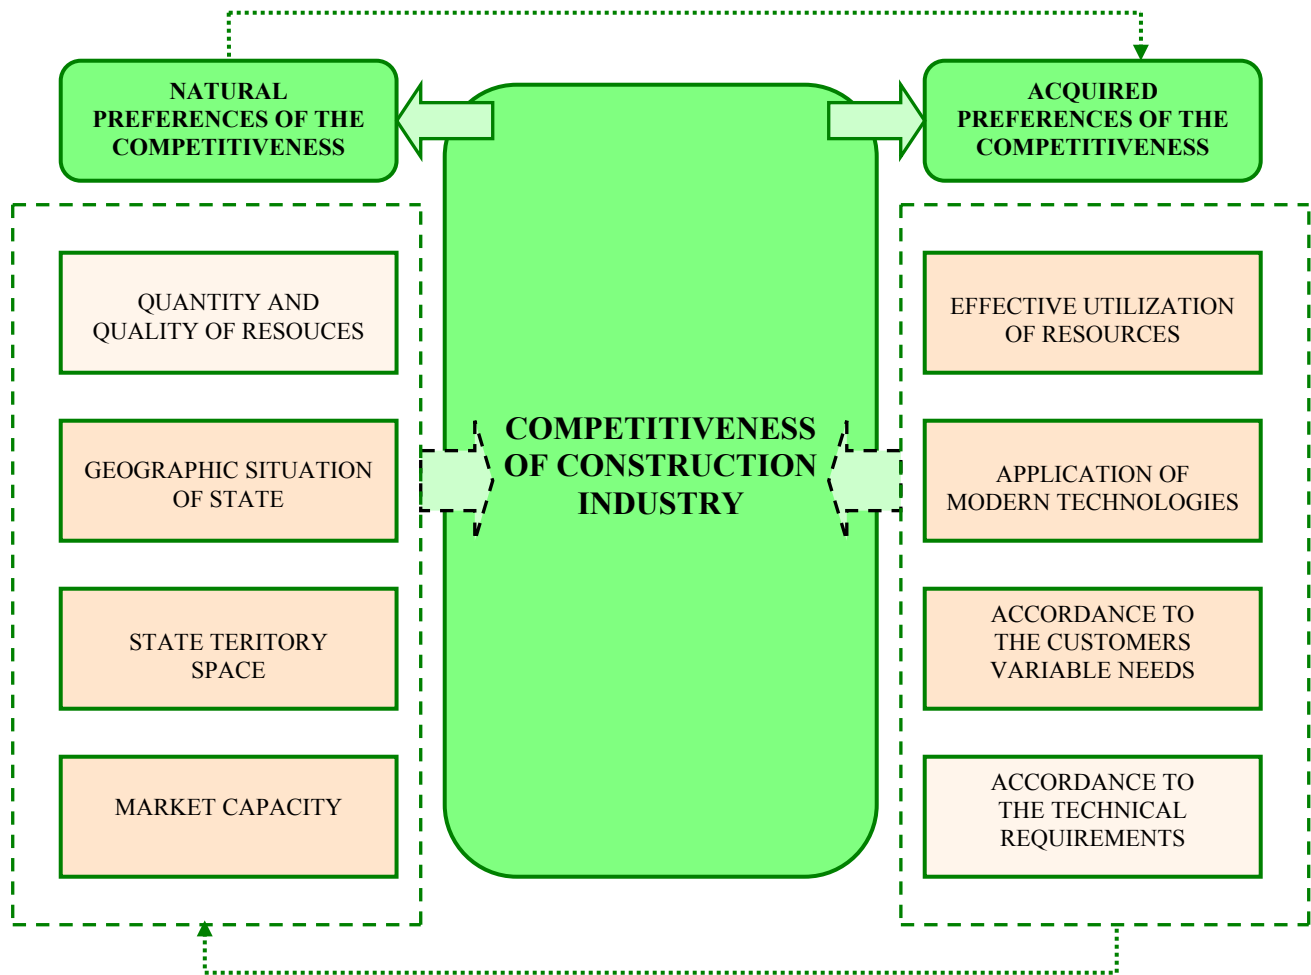 NATURAL
PREFERENCES OF THE
COMPETITIVENESS
QUANTITY AND
QUALITY OF RESOUCES
GEOGRAPHIC SITUATION
OF STATE
STATE TERITORY
SPACE
MARKET CAPACITY
COMPETITIVENESS
OF CONSTRUCTION
INDUSTRY
ACQUIRED
PREFERENCES OF THE
COMPETITIVENESS
EFFECTIVE UTILIZATION
OF RESOURCES
APPLICATION OF
MODERN TECHNOLOGIES
ACCORDANCE TO
THE CUSTOMERS
VARIABLE NEEDS
ACCORDANCE TO
THE TECHNICAL
REQUIREMENTS